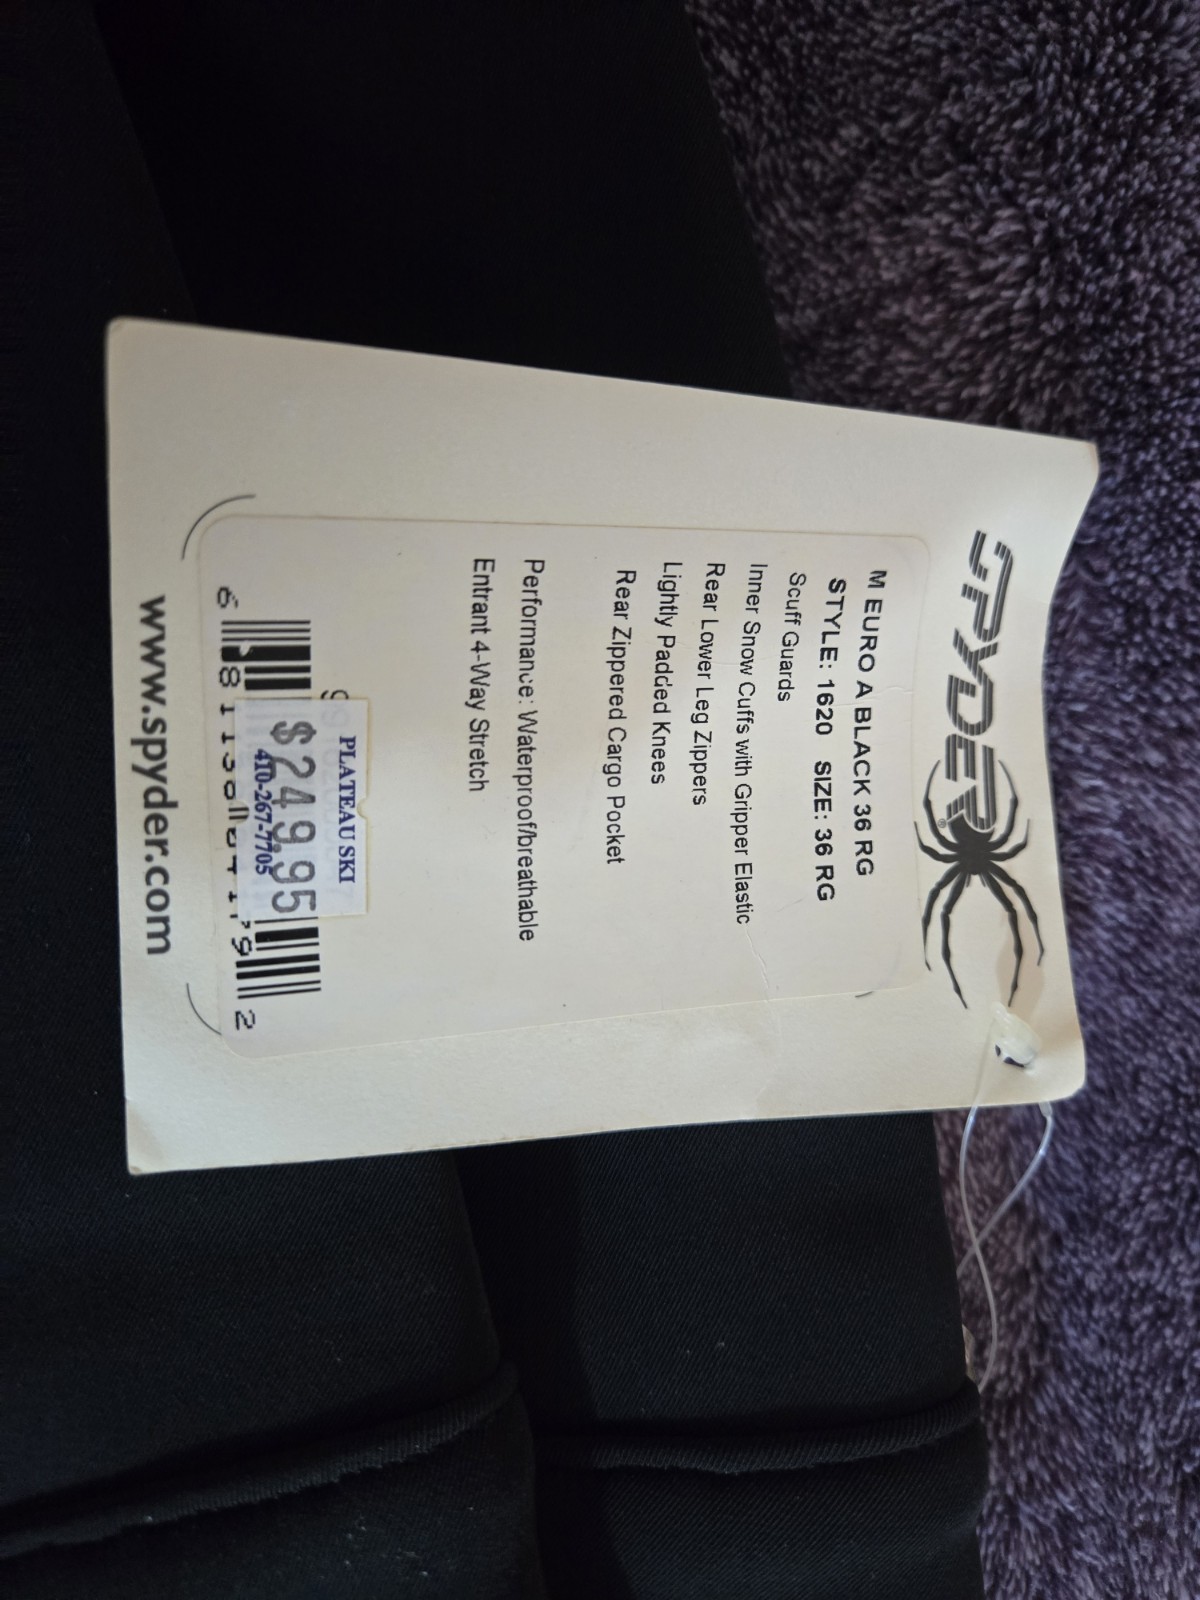 SPYDER®
M EURO A BLACK 36 RG
STYLE: 1620 SIZE: 36 RG
Scuff Guards
Inner Snow Cuffs with Gripper Elastic
Rear Lower Leg Zippers
Lightly Padded Knees
Rear Zippered Cargo Pocket
Performance: Waterproof/breathable
Entrant 4-Way Stretch
PLATEAU SKI
$249.95
410-267-7705
www.spyder.com